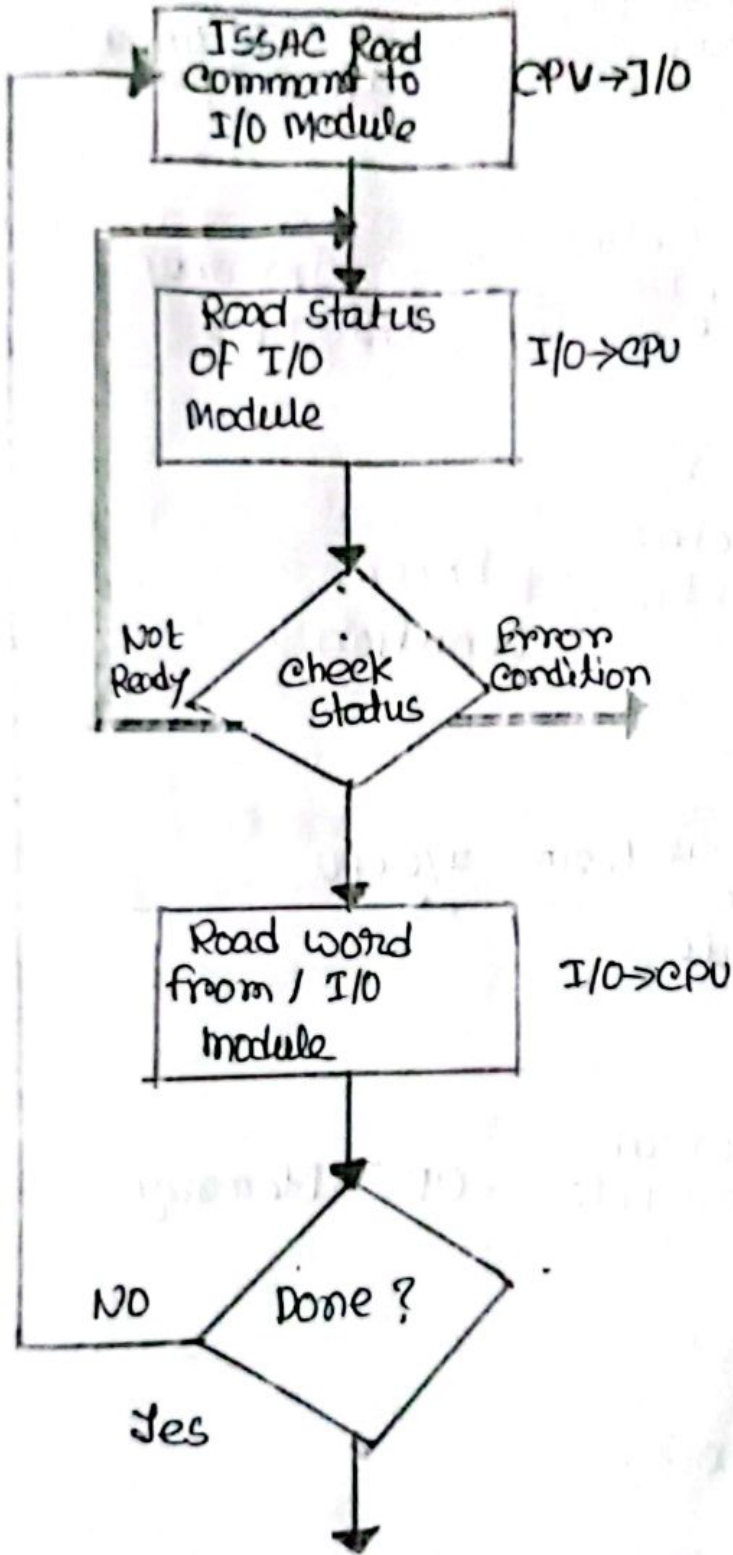 ISSAC Road
Command to
I/O Module
CPU→I/O
Road Status
OF I/O
Module
I/O→CPU
Not
Ready
Check
Status
Error
Condition
Road word
from / I/O
module
I/O→CPU
NO
Done ?
Yes